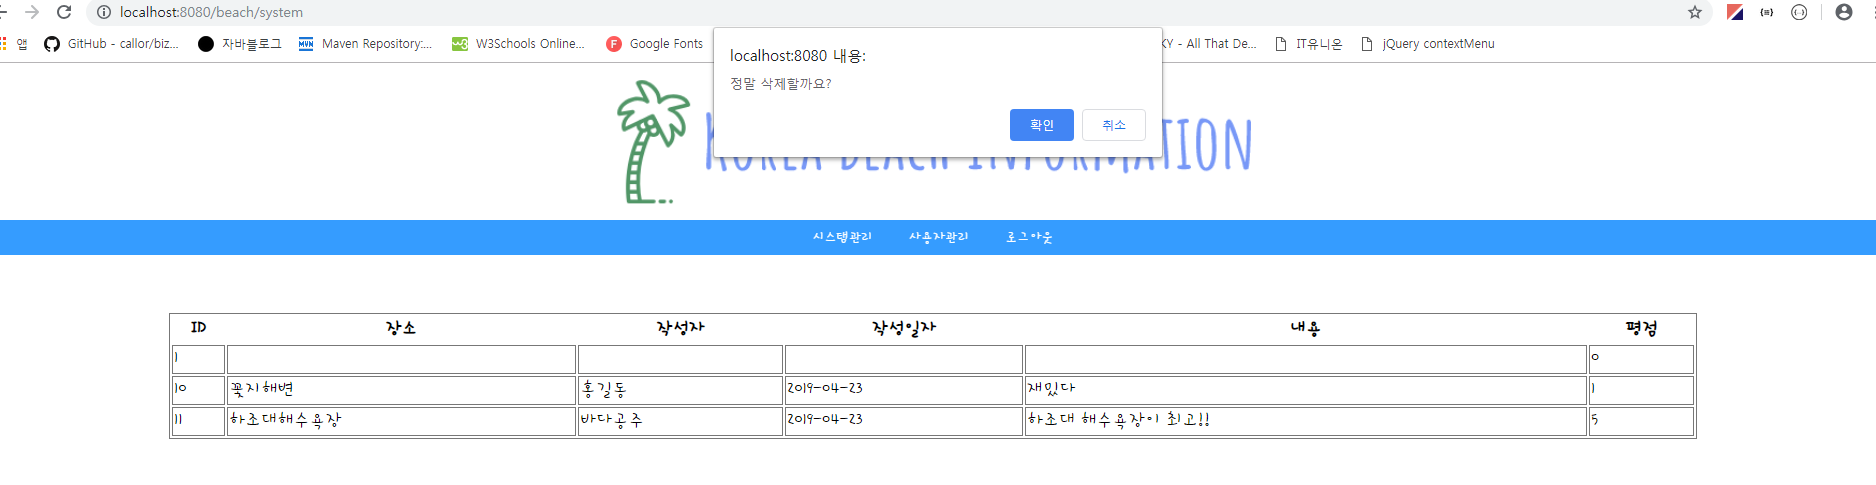 localhost:8080/beach/system
앱 GitHub - callor/biz... 자바블로그 Maven Repository:... W3Schools Online... Google Fonts KY - All That De... IT유니온 jQuery contextMenu
localhost:8080 내용:
정말 삭제할까요?
확인 취소
KOREA BEACH INFORMATION
시스템관리 사용자관리 로그아웃
ID 장소 작성자 작성일자 내용 평점
1 0
10 꽃지해변 홍길동 2019-04-23 재밌다 1
11 하조대해수욕장 바다공주 2019-04-23 하조대 해수욕장이 최고!! 5